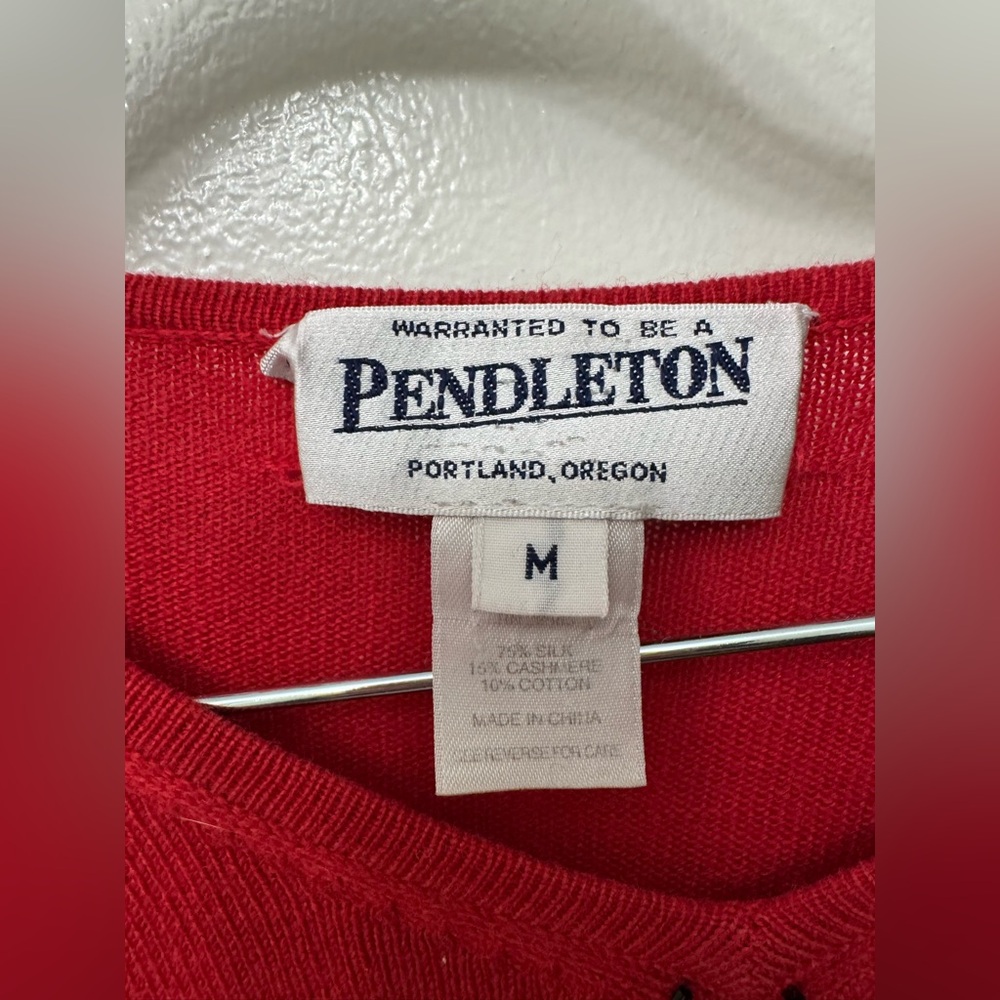 WARRANTED TO BE A
PENDLETON
PORTLAND, OREGON
M
75% SILK
15% CASHMERE
10% COTTON
MADE IN CHINA
SEE REVERSE FOR CARE